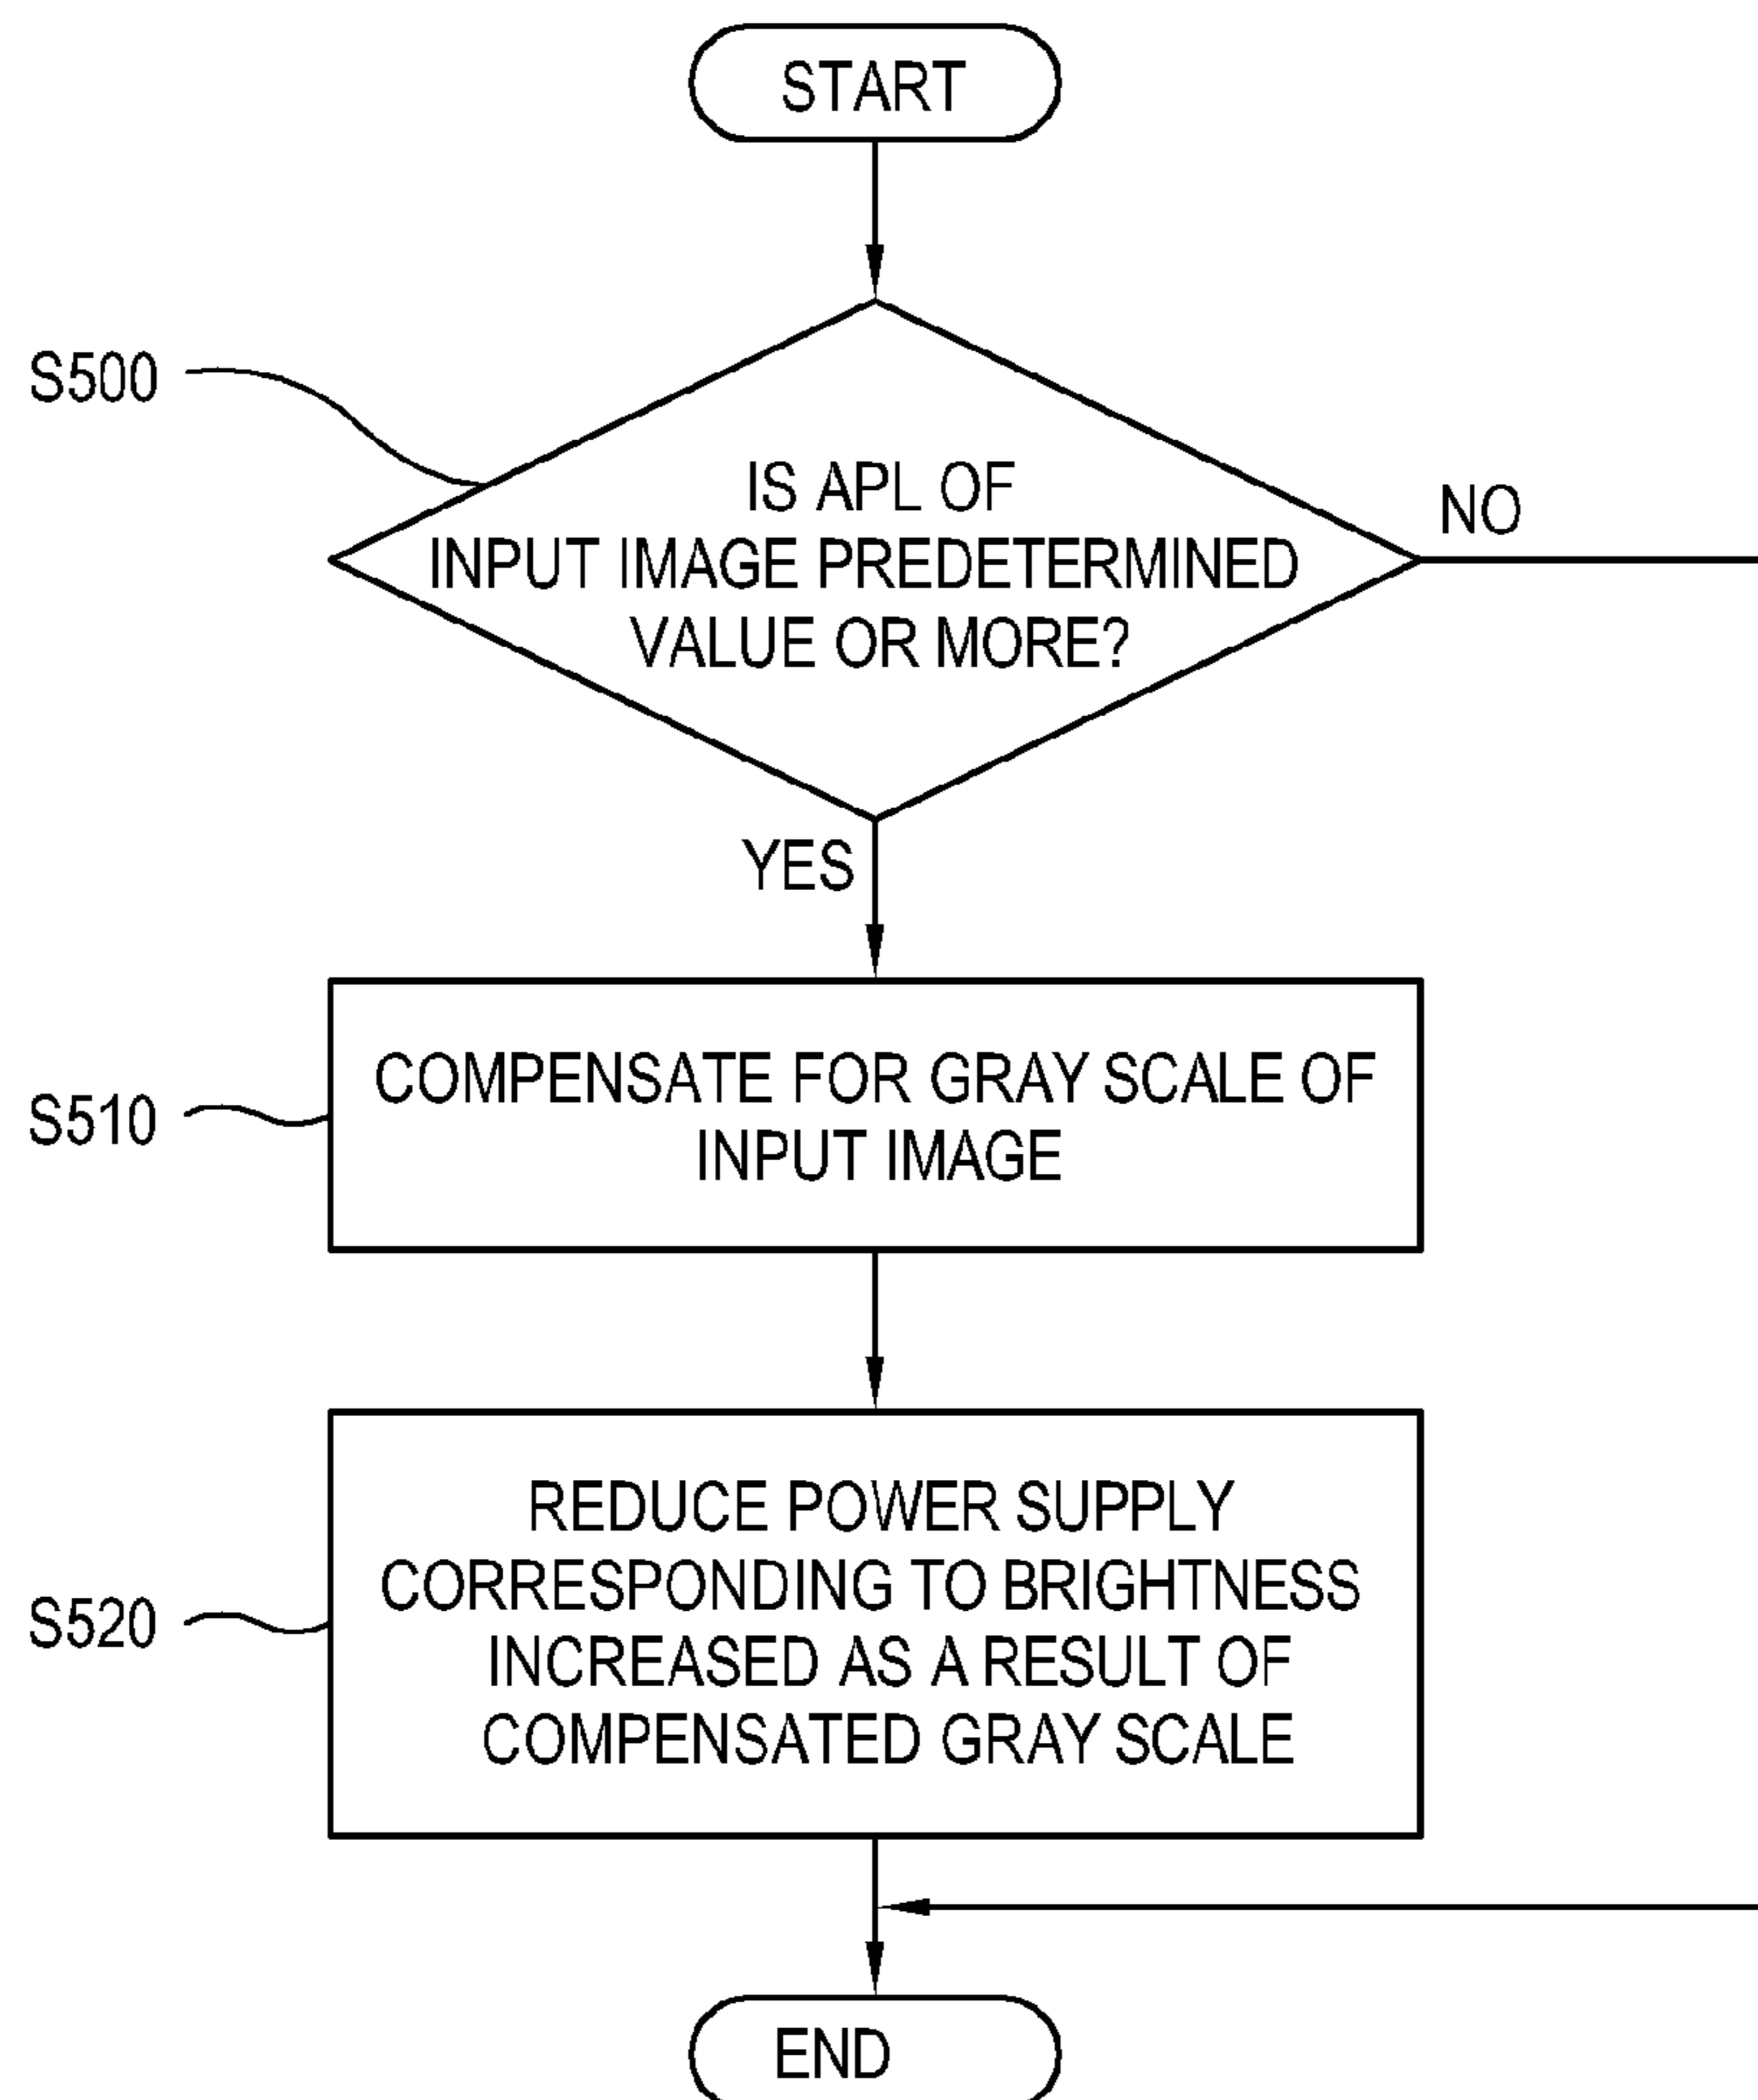 START
S500
IS APL OF
INPUT IMAGE PREDETERMINED
VALUE OR MORE?
NO
YES
S510
COMPENSATE FOR GRAY SCALE OF
INPUT IMAGE
S520
REDUCE POWER SUPPLY
CORRESPONDING TO BRIGHTNESS
INCREASED AS A RESULT OF
COMPENSATED GRAY SCALE
END